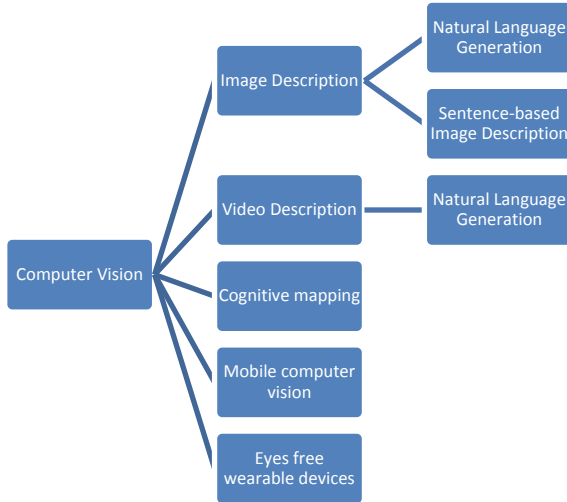 Natural Language
Generation
Image Description
Sentence-based
Image Description
Natural Language
Generation
Video Description
Computer Vision
Cognitive mapping
Mobile computer
vision
Eyes free
wearable devices